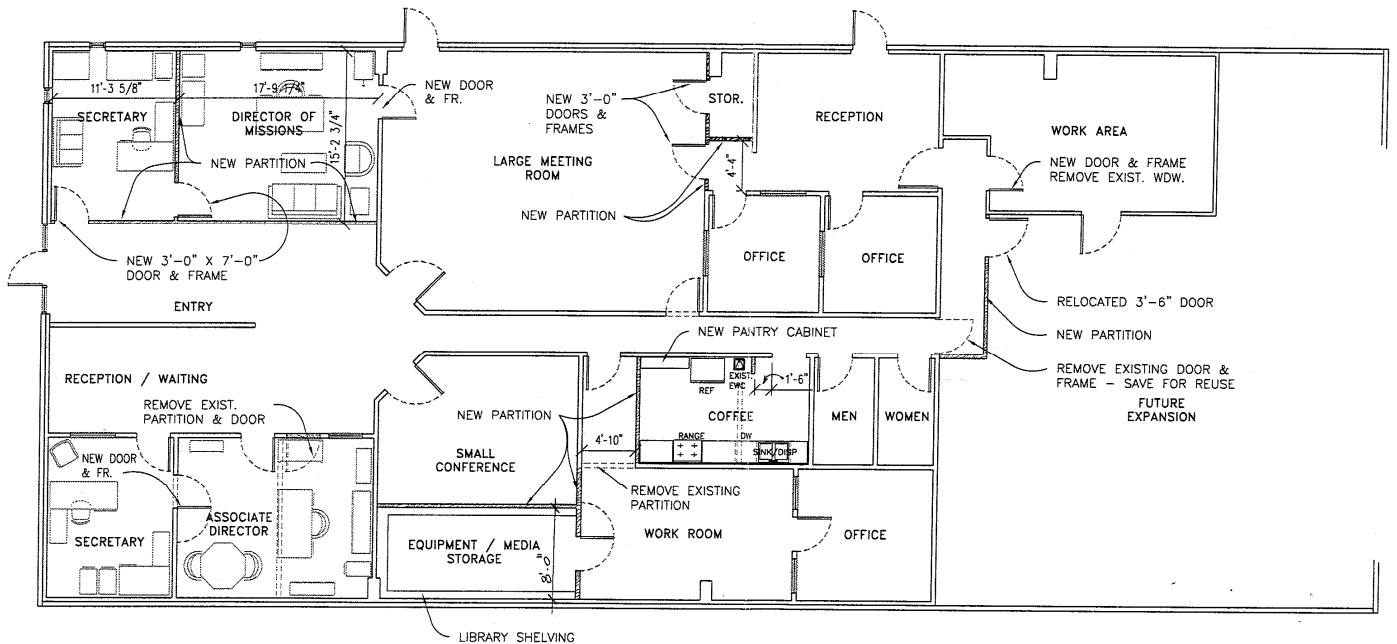 11'-3 5/8"
17'-9 1/4"
15'-2 3/4"
SECRETARY
DIRECTOR OF
MISSIONS
NEW DOOR
& FR.
NEW PARTITION
NEW 3'-0" X 7'-0"
DOOR & FRAME
ENTRY
LARGE MEETING
ROOM
NEW 3'-0"
DOORS &
FRAMES
STOR.
4'-4"
NEW PARTITION
RECEPTION
WORK AREA
NEW DOOR & FRAME
REMOVE EXIST. WDW.
OFFICE
OFFICE
RELOCATED 3'-6" DOOR
NEW PARTITION
REMOVE EXISTING DOOR &
FRAME – SAVE FOR REUSE
FUTURE
EXPANSION
RECEPTION / WAITING
REMOVE EXIST.
PARTITION & DOOR
NEW DOOR
& FR.
SECRETARY
ASSOCIATE
DIRECTOR
NEW PARTITION
SMALL
CONFERENCE
4'-10"
NEW PANTRY CABINET
REF
EXIST.
EWC
1'-6"
COFFEE
RANGE
DW
SINK/DISP
MEN
WOMEN
REMOVE EXISTING
PARTITION
EQUIPMENT / MEDIA
STORAGE
8'-0"
WORK ROOM
OFFICE
LIBRARY SHELVING